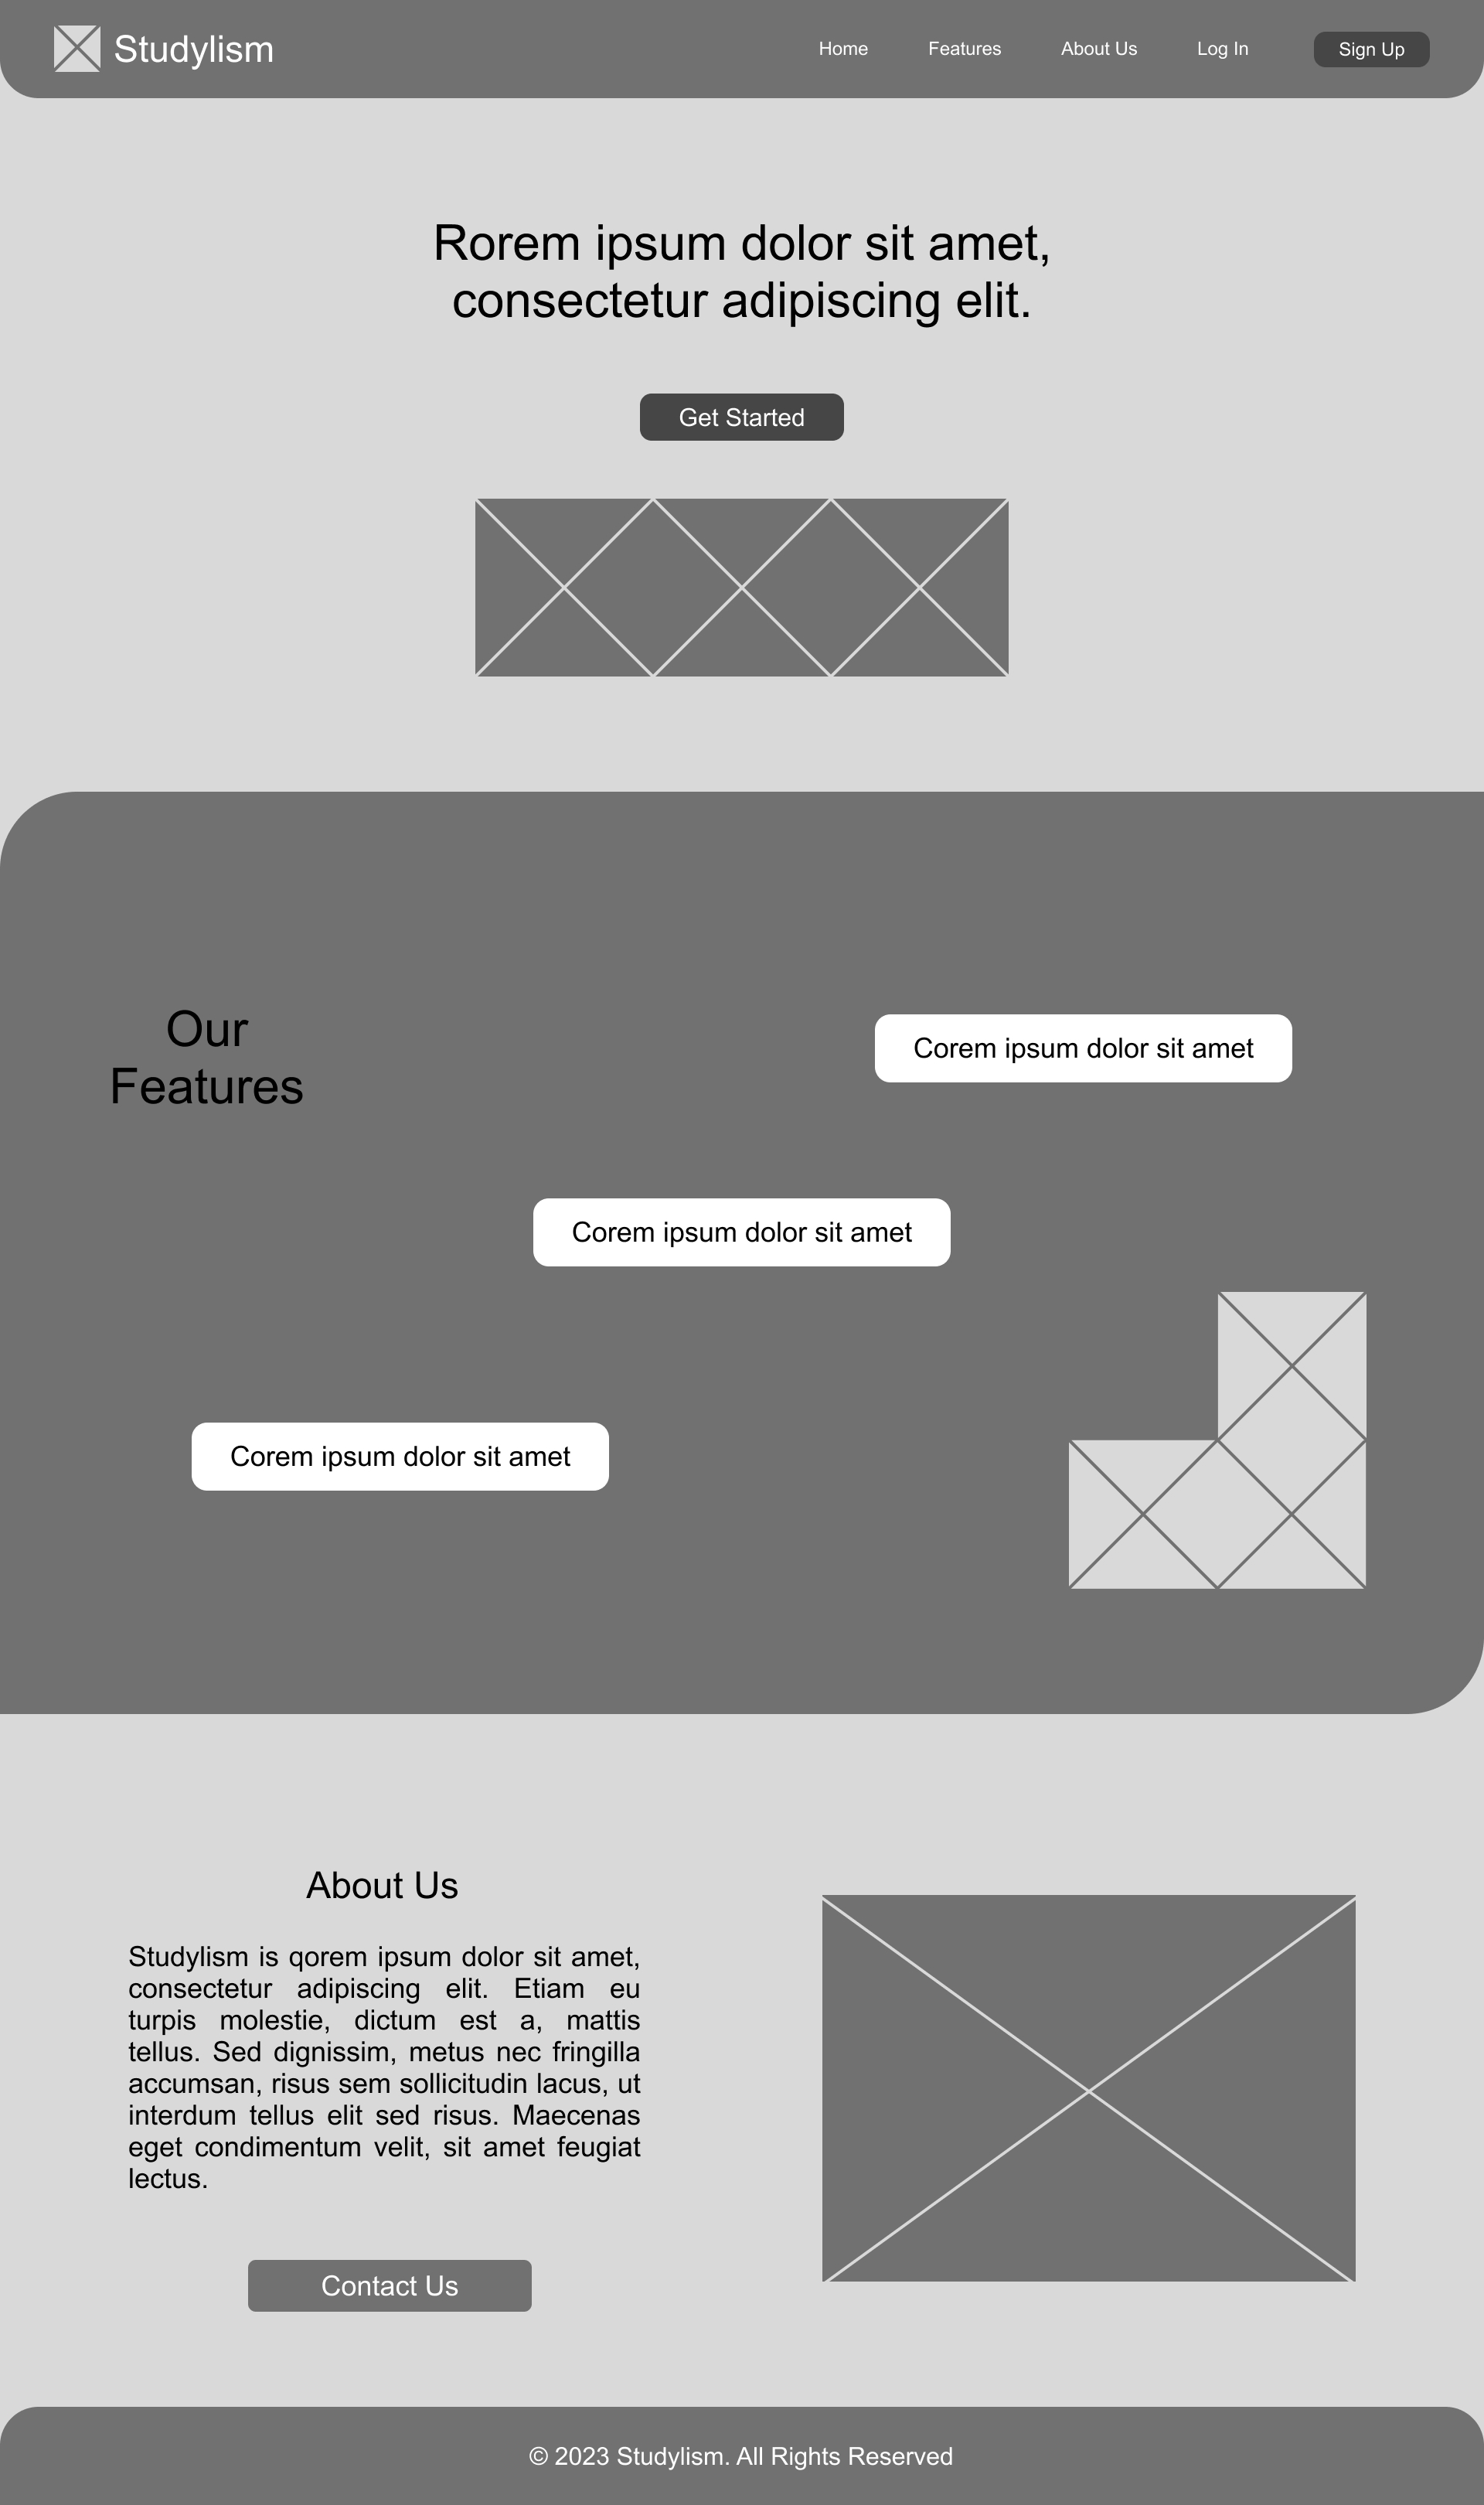 Studylism
Home
Features
About Us
Log In
Sign Up
Rorem ipsum dolor sit amet,
consectetur adipiscing elit.
Get Started
Our
Features
Corem ipsum dolor sit amet
Corem ipsum dolor sit amet
Corem ipsum dolor sit amet
About Us
Studylism is qorem ipsum dolor sit amet,
consectetur adipiscing elit. Etiam eu
turpis molestie, dictum est a, mattis
tellus. Sed dignissim, metus nec fringilla
accumsan, risus sem sollicitudin lacus, ut
interdum tellus elit sed risus. Maecenas
eget condimentum velit, sit amet feugiat
lectus.
Contact Us
© 2023 Studylism. All Rights Reserved